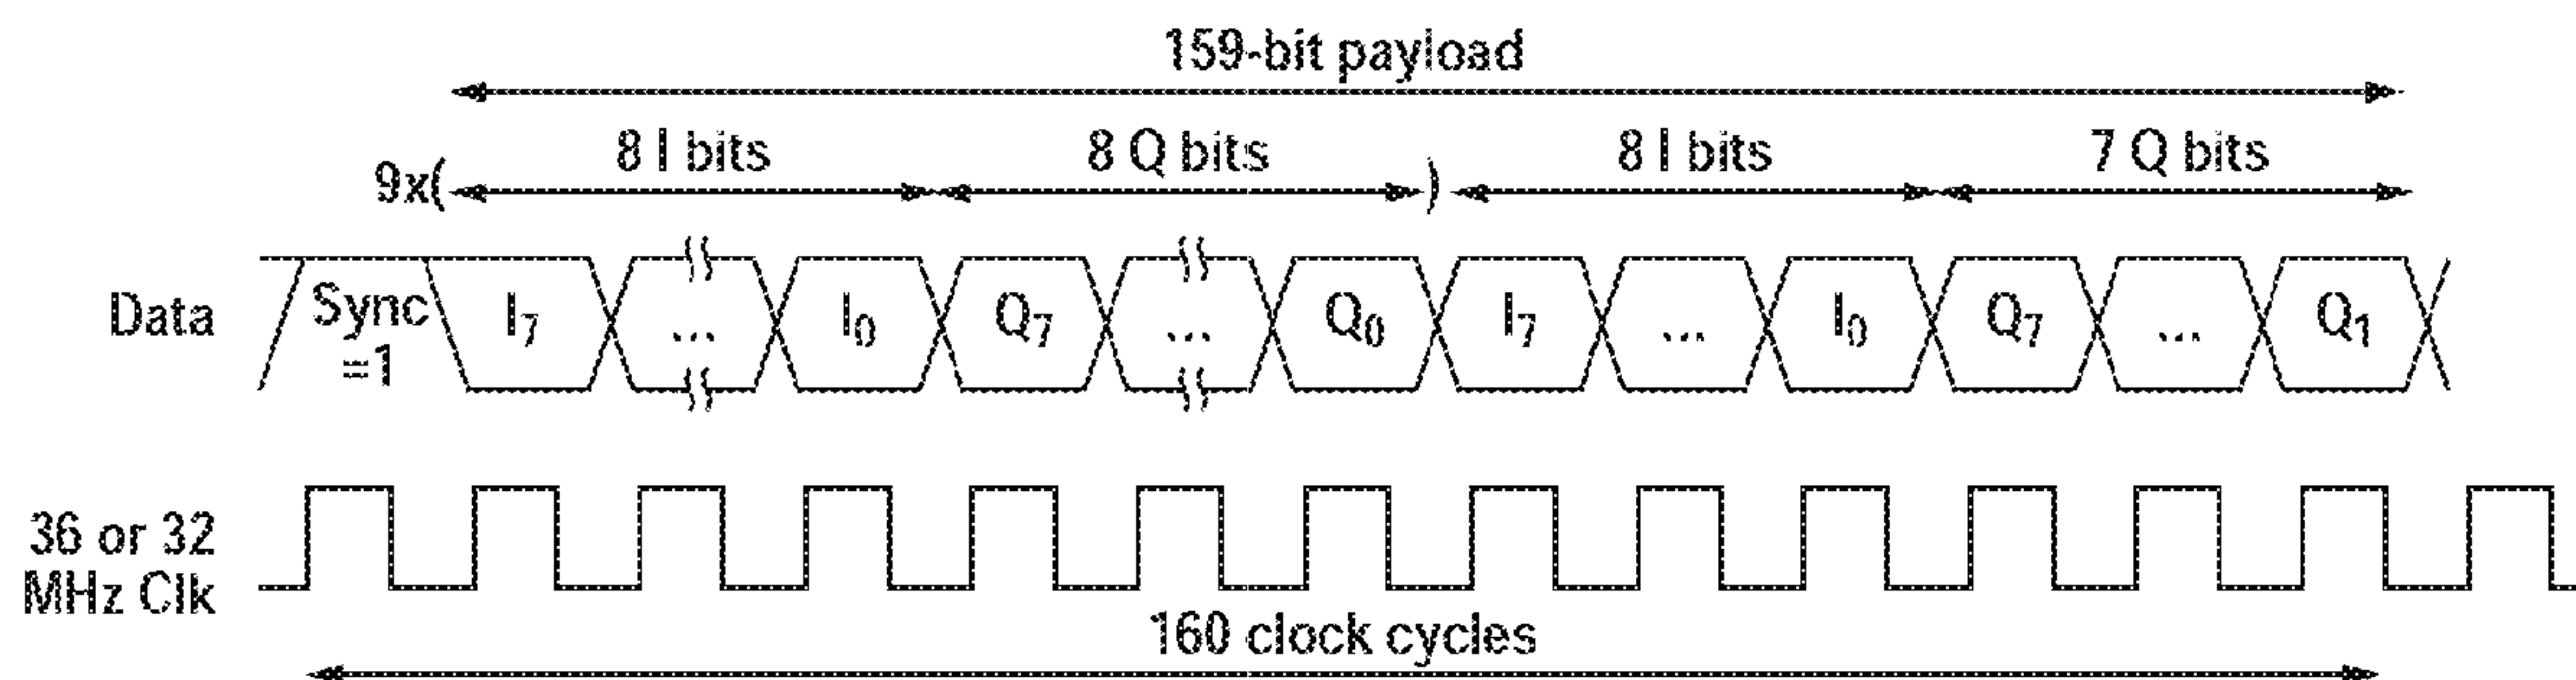 159-bit payload
9x( 8 I bits 8 Q bits ) 8 I bits 7 Q bits
Data Sync =1 I7 ... I0 Q7 ... Q0 I7 ... I0 Q7 ... Q1
36 or 32
MHz Clk
160 clock cycles